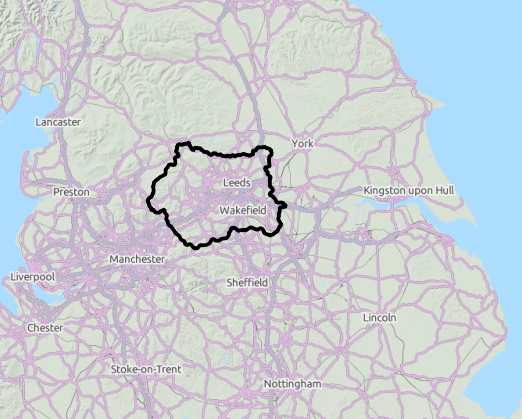 Lancaster
York
Leeds
Preston
Kingston upon Hull
Wakefield
Manchester
Liverpool
Sheffield
Lincoln
Chester
Stoke-on-Trent
Nottingham